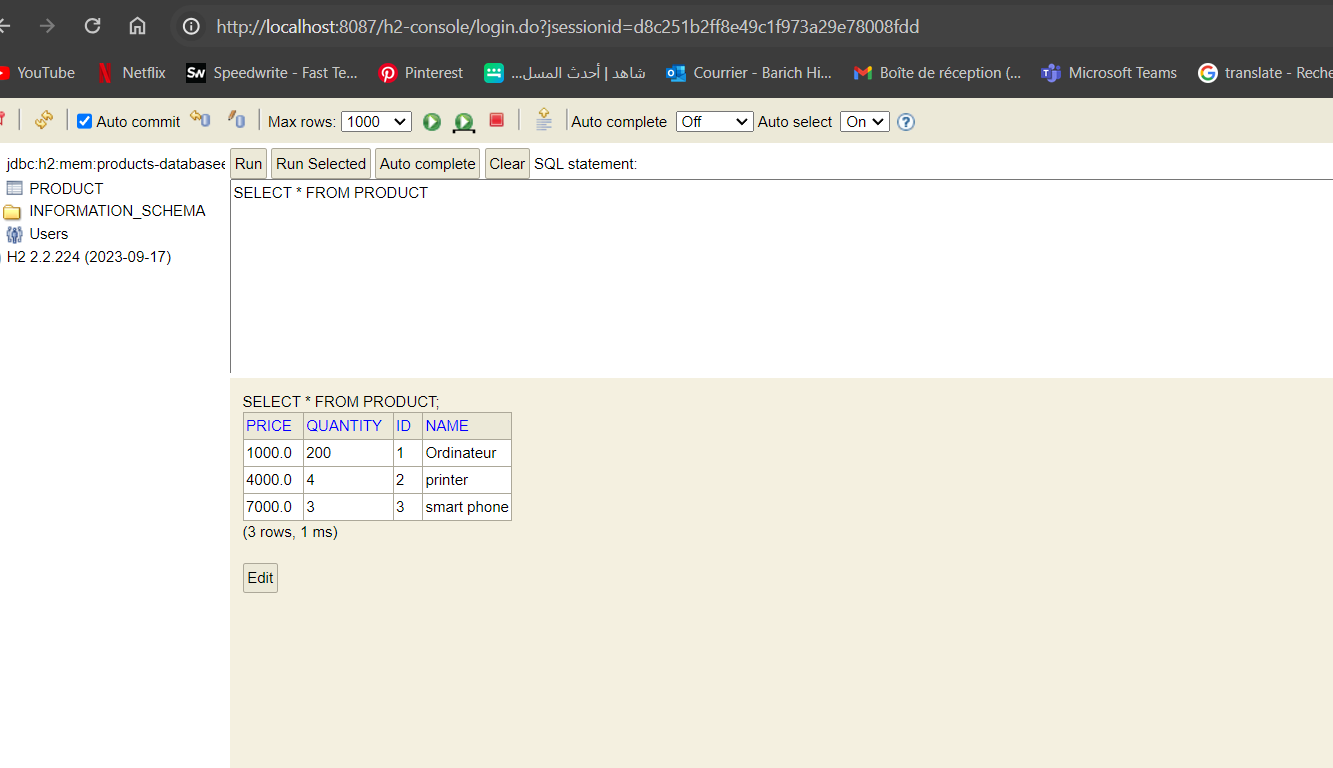 http://localhost:8087/h2-console/login.do?jsessionid=d8c251b2ff8e49c1f973a29e78008fdd
YouTube Netflix SW Speedwrite - Fast Te... Pinterest شاهد | أحدث المسل... Courrier - Barich Hi... Boîte de réception (... Microsoft Teams translate - Reche
Auto commit Max rows: 1000 Auto complete Off Auto select On ?
jdbc:h2:mem:products-databasee
PRODUCT
INFORMATION_SCHEMA
Users
H2 2.2.224 (2023-09-17)
Run Run Selected Auto complete Clear SQL statement:
SELECT * FROM PRODUCT
SELECT * FROM PRODUCT;
PRICE QUANTITY ID NAME
1000.0 200 1 Ordinateur
4000.0 4 2 printer
7000.0 3 3 smart phone
(3 rows, 1 ms)
Edit